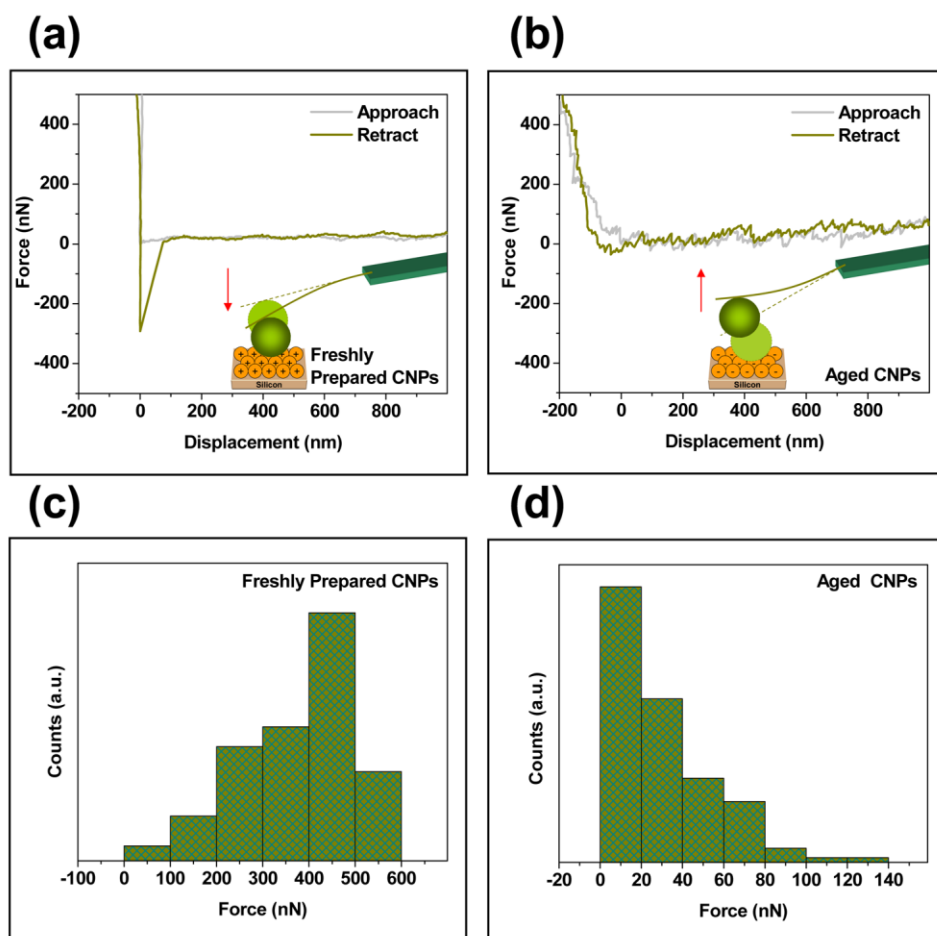 (a)
400
200
0
-200
-400
Force (nN)
Approach
Retract
Silicon
Freshly
Prepared CNPs
-200 0 200 400 600 800
Displacement (nm)
(b)
400
200
0
-200
-400
Force (nN)
Approach
Retract
Silicon
Aged CNPs
-200 0 200 400 600 800
Displacement (nm)
(c)
Freshly Prepared CNPs
Counts (a.u.)
-100 0 100 200 300 400 500 600
Force (nN)
(d)
Aged CNPs
Counts (a.u.)
-20 0 20 40 60 80 100 120 140
Force (nN)